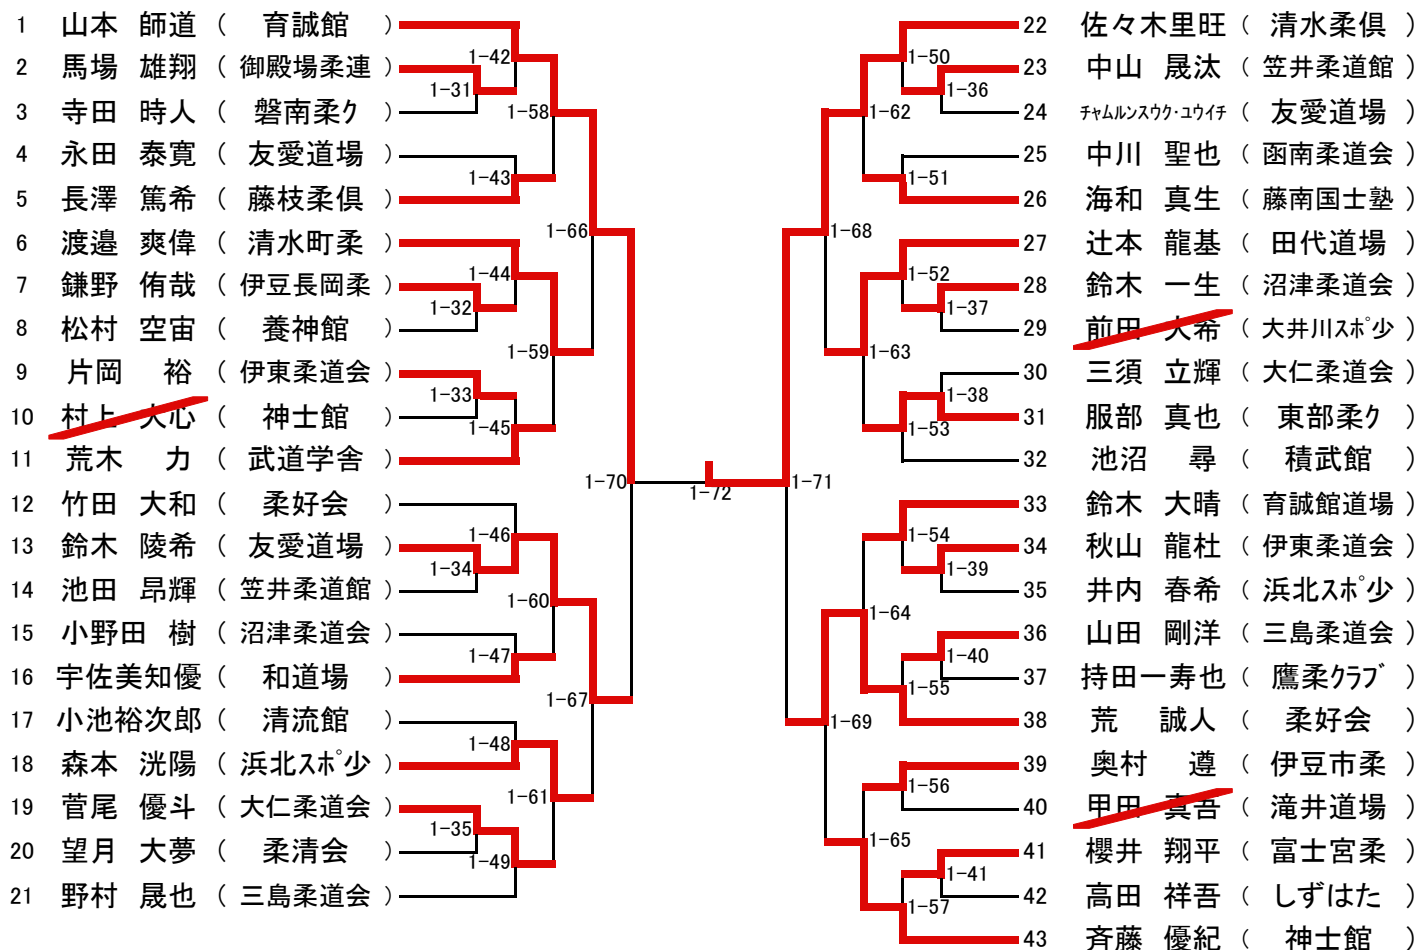 1 山本 師道 （ 育誠館 ）
2 馬場 雄翔 （ 御殿場柔連 ）
3 寺田 時人 （ 磐南柔ク ）
4 永田 泰寛 （ 友愛道場 ）
5 長澤 篤希 （ 藤枝柔倶 ）
6 渡邉 爽偉 （ 清水町柔 ）
7 鎌野 侑哉 （ 伊豆長岡柔 ）
8 松村 空宙 （ 養神館 ）
9 片岡 裕 （ 伊東柔道会 ）
10 村上 大心 （ 神士館 ）
11 荒木 力 （ 武道学舎 ）
12 竹田 大和 （ 柔好会 ）
13 鈴木 陵希 （ 友愛道場 ）
14 池田 昂輝 （ 笠井柔道館 ）
15 小野田 樹 （ 沼津柔道会 ）
16 宇佐美知優 （ 和道場 ）
17 小池裕次郎 （ 清流館 ）
18 森本 洸陽 （ 浜北スポ少 ）
19 菅尾 優斗 （ 大仁柔道会 ）
20 望月 大夢 （ 柔清会 ）
21 野村 晟也 （ 三島柔道会 ）
1-31
1-32
1-33
1-34
1-35
1-42
1-43
1-44
1-45
1-46
1-47
1-48
1-49
1-58
1-59
1-60
1-61
1-66
1-67
1-70
1-72
1-71
1-68
1-69
1-62
1-63
1-64
1-65
1-50
1-51
1-52
1-53
1-54
1-55
1-56
1-57
1-36
1-37
1-38
1-39
1-40
1-41
22 佐々木里旺 （ 清水柔倶 ）
23 中山 晟汰 （ 笠井柔道館 ）
24 チャムルンスウク・ユウイチ （ 友愛道場 ）
25 中川 聖也 （ 函南柔道会 ）
26 海和 真生 （ 藤南国士塾 ）
27 辻本 龍基 （ 田代道場 ）
28 鈴木 一生 （ 沼津柔道会 ）
29 前田 大希 （ 大井川スポ少 ）
30 三須 立輝 （ 大仁柔道会 ）
31 服部 真也 （ 東部柔ク ）
32 池沼 尋 （ 積武館 ）
33 鈴木 大晴 （ 育誠館道場 ）
34 秋山 龍杜 （ 伊東柔道会 ）
35 井内 春希 （ 浜北スポ少 ）
36 山田 剛洋 （ 三島柔道会 ）
37 持田一寿也 （ 鷹柔クラブ ）
38 荒 誠人 （ 柔好会 ）
39 奥村 遵 （ 伊豆市柔 ）
40 甲田 真吾 （ 滝井道場 ）
41 櫻井 翔平 （ 富士宮柔 ）
42 高田 祥吾 （ しずはた ）
43 斉藤 優紀 （ 神士館 ）